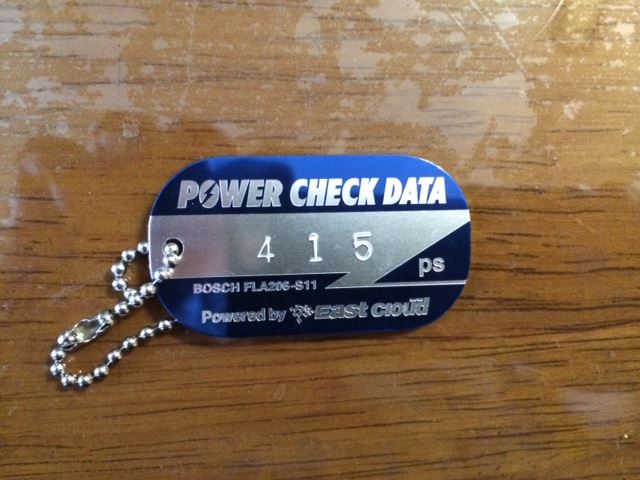 POWER CHECK DATA
415
ps
BOSCH FLA206-S11
Powered by East Cloud